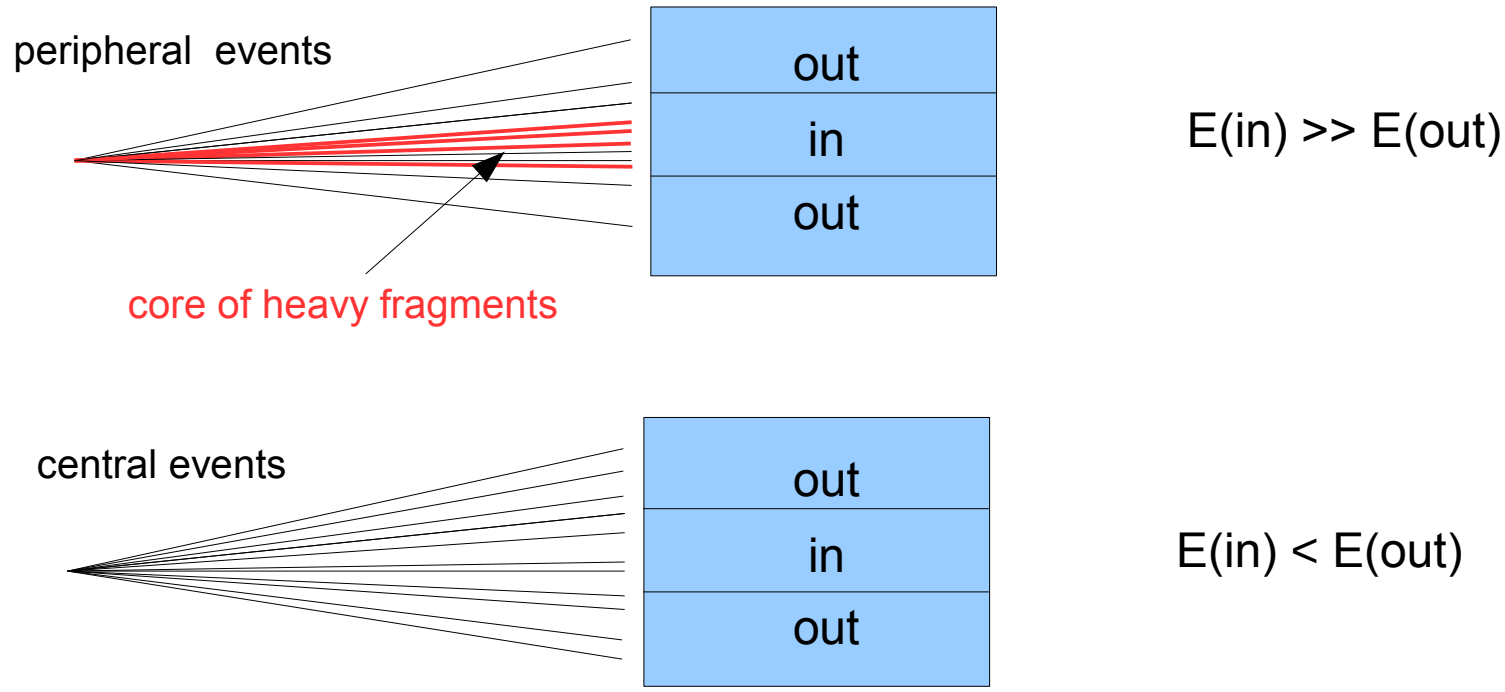 peripheral events
out
in
out
E(in) >> E(out)
core of heavy fragments
central events
out
in
out
E(in) < E(out)